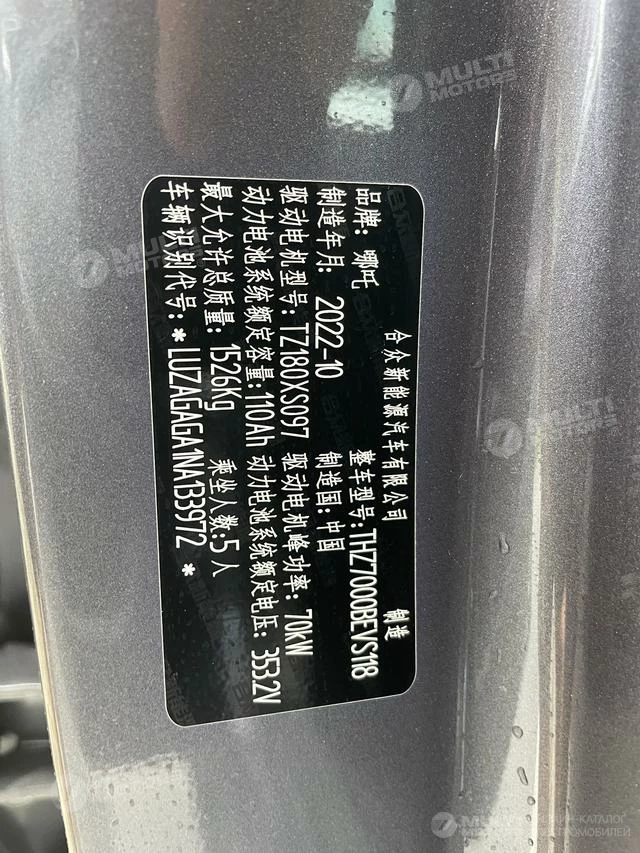 合众新能源汽车有限公司 制造
品牌: 哪吒 整车型号:THZ7000BEVS118
制造年月: 2022-10 制造国:中国
驱动电机型号:TZ180XS097 驱动电机峰功率: 70kW
动力电池系统额定容量:110Ah 动力电池系统额定电压: 353.2V
最大允许总质量: 1526Kg 乘坐人数:5人
车辆识别代号:*LUZAGAGA1NA133972*
MULTI
MOTORS
MULTI
MOTORS